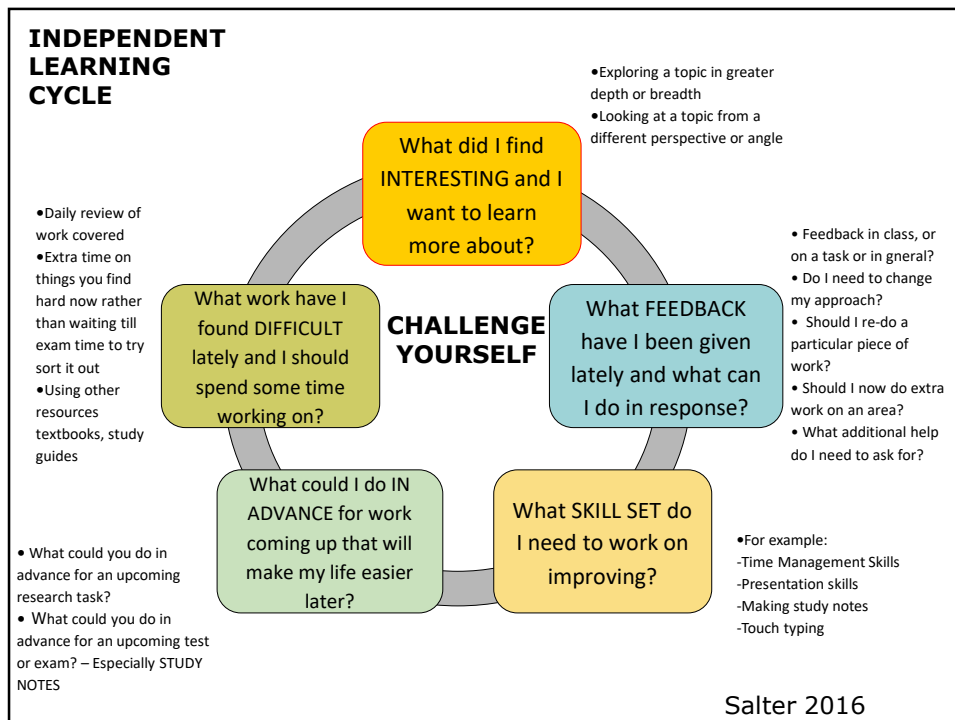 INDEPENDENT
LEARNING
CYCLE
•Exploring a topic in greater
depth or breadth
•Looking at a topic from a
different perspective or angle
What did I find
INTERESTING and I
want to learn
more about?
•Daily review of
work covered
•Extra time on
things you find
hard now rather
than waiting till
exam time to try
sort it out
•Using other
resources
textbooks, study
guides
What work have I
found DIFFICULT
lately and I should
spend some time
working on?
CHALLENGE
YOURSELF
What FEEDBACK
have I been given
lately and what can
I do in response?
• Feedback in class, or
on a task or in gneral?
• Do I need to change
my approach?
• Should I re-do a
particular piece of
work?
• Should I now do extra
work on an area?
• What additional help
do I need to ask for?
What could I do IN
ADVANCE for work
coming up that will
make my life easier
later?
What SKILL SET do
I need to work on
improving?
• What could you do in
advance for an upcoming
research task?
• What could you do in
advance for an upcoming test
or exam? – Especially STUDY
NOTES
•For example:
-Time Management Skills
-Presentation skills
-Making study notes
-Touch typing
Salter 2016